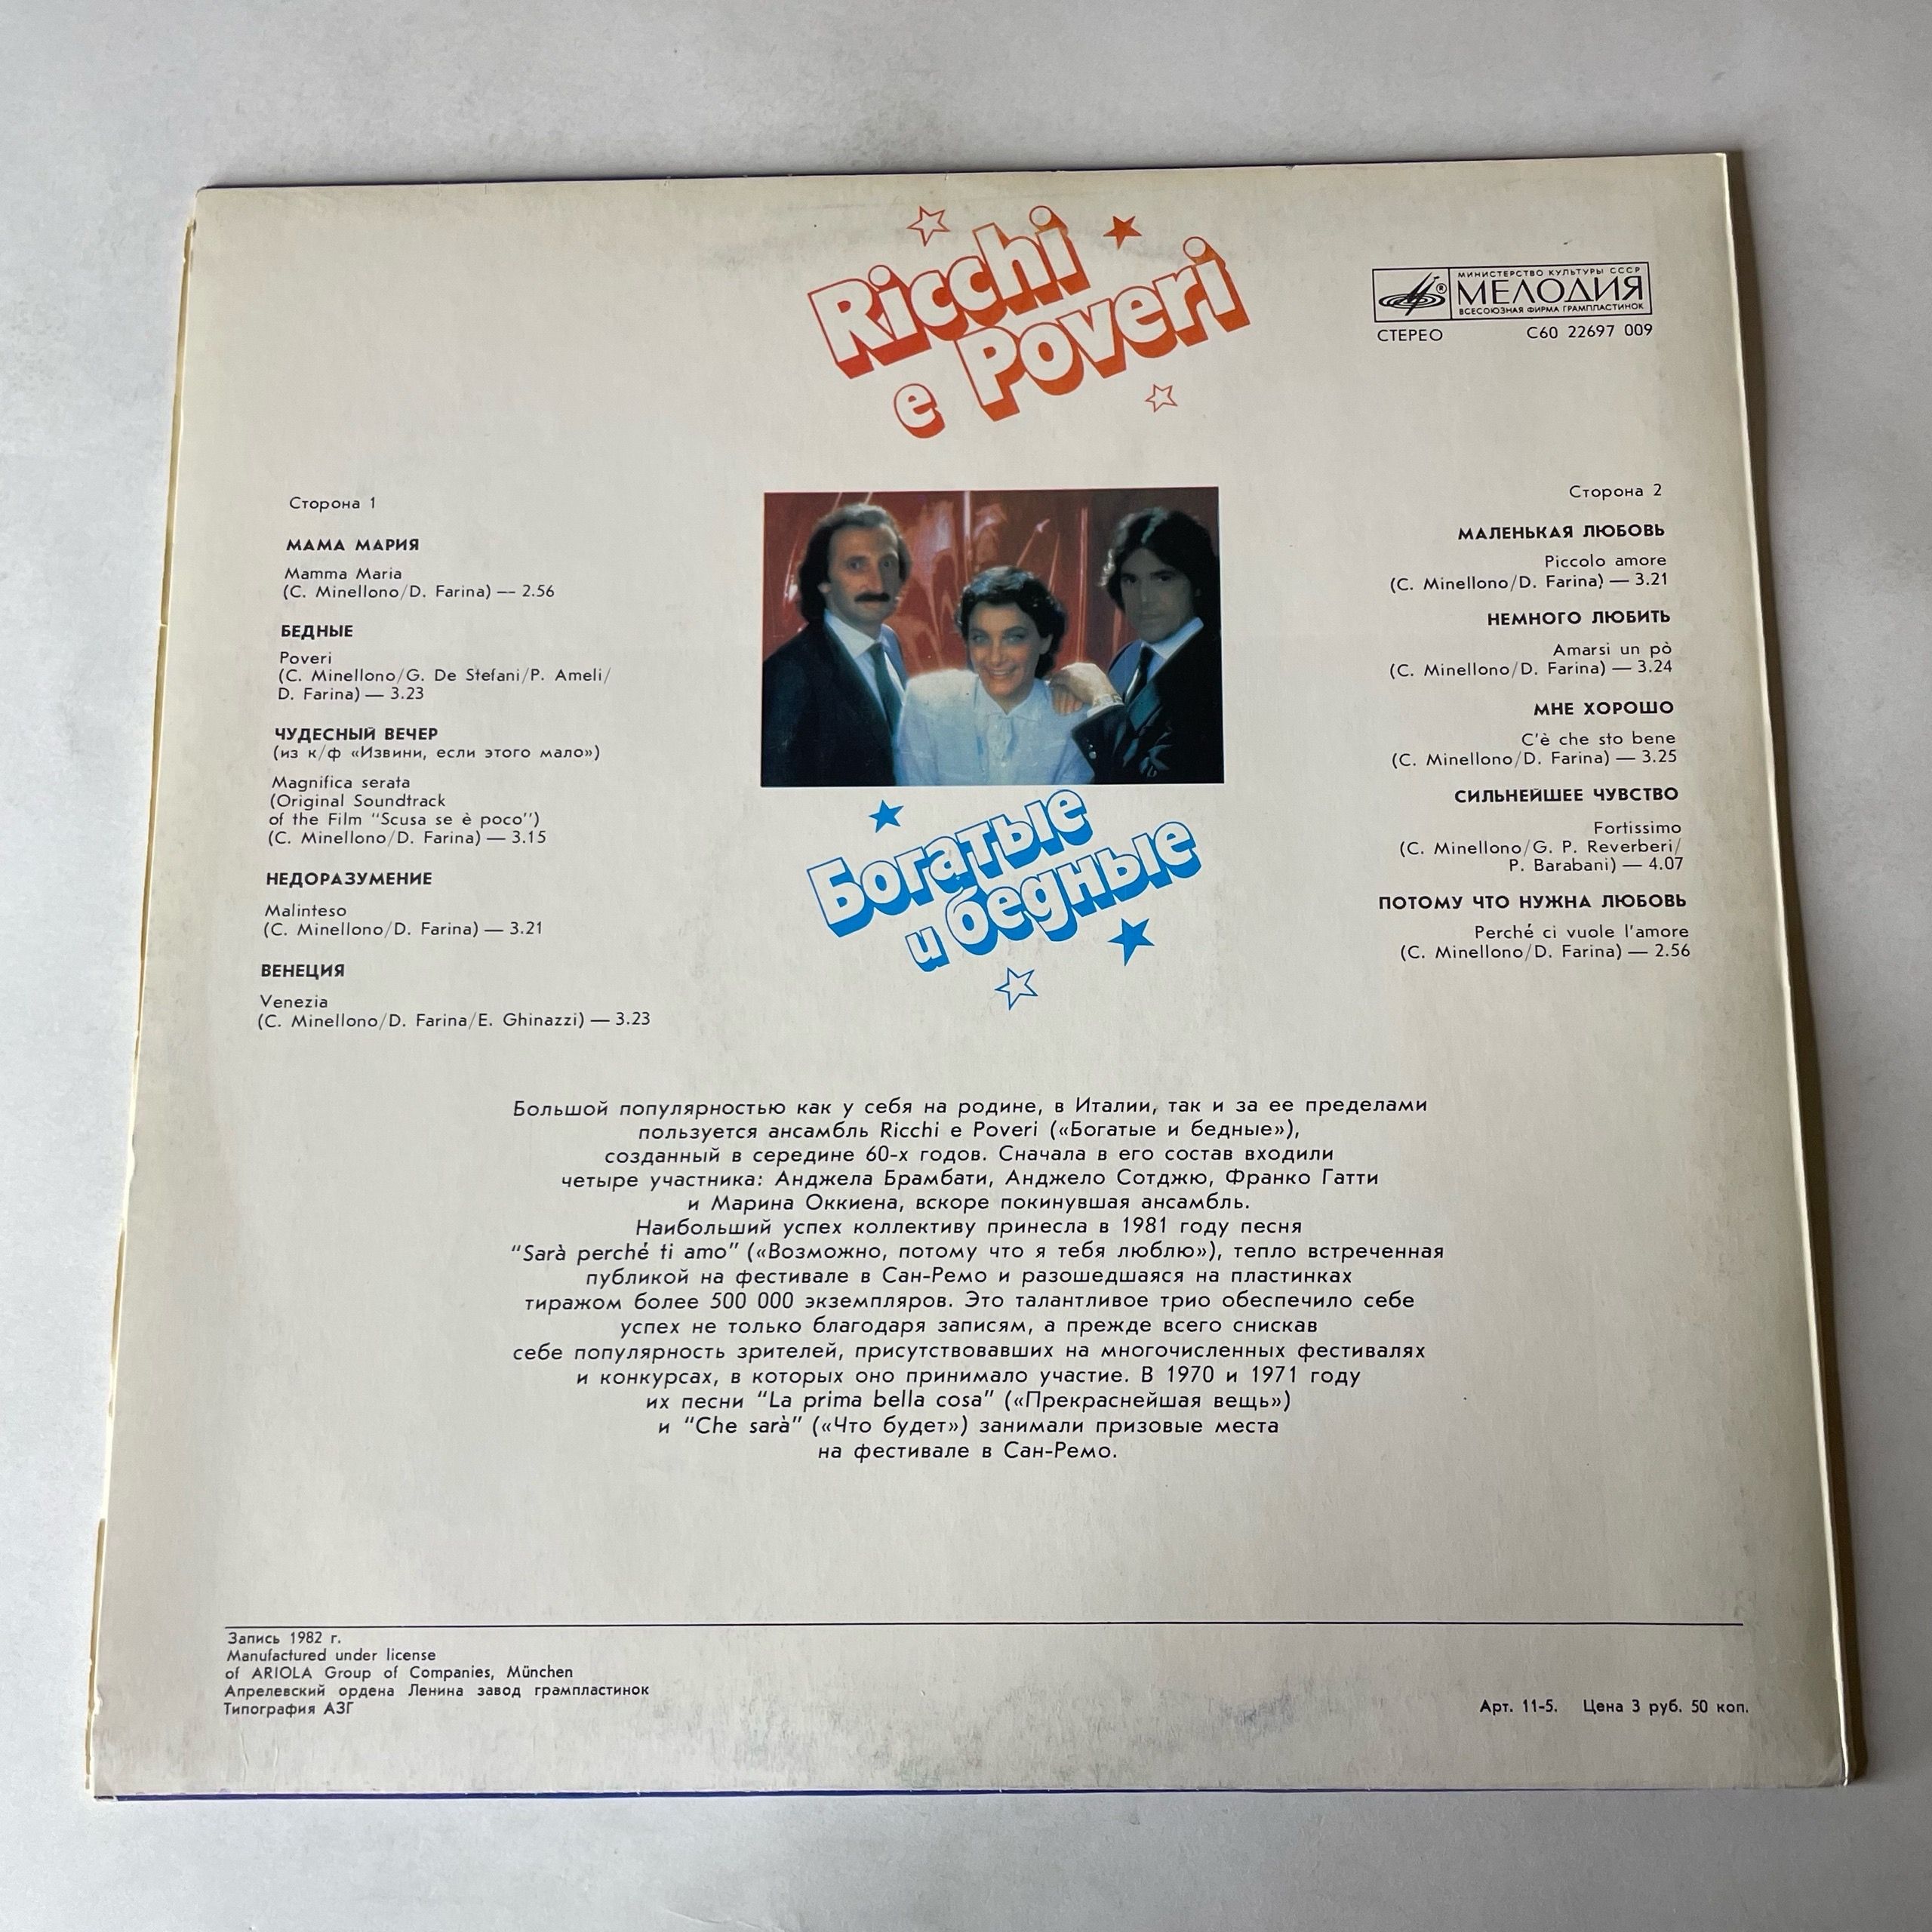 Ricchi
e Poveri
МИНИСТЕРСТВО КУЛЬТУРЫ СССР
МЕЛОДИЯ
ВСЕСОЮЗНАЯ ФИРМА ГРАМПЛАСТИНОК
СТЕРЕО С60 22697 009
Сторона 1
МАМА МАРИЯ
Mamma Maria
(C. Minellono/D. Farina) — 2.56
БЕДНЫЕ
Poveri
(C. Minellono/G. De Stefani/P. Ameli/
D. Farina) — 3.23
ЧУДЕСНЫЙ ВЕЧЕР
(из к/ф «Извини, если этого мало»)
Magnifica serata
(Original Soundtrack
of the Film “Scusa se è poco”)
(C. Minellono/D. Farina) — 3.15
НЕДОРАЗУМЕНИЕ
Malinteso
(C. Minellono/D. Farina) — 3.21
ВЕНЕЦИЯ
Venezia
(C. Minellono/D. Farina/E. Ghinazzi) — 3.23
Богатые
и бедные
Сторона 2
МАЛЕНЬКАЯ ЛЮБОВЬ
Piccolo amore
(C. Minellono/D. Farina) — 3.21
НЕМНОГО ЛЮБИТЬ
Amarsi un pò
(C. Minellono/D. Farina) — 3.24
МНЕ ХОРОШО
C'è che sto bene
(C. Minellono/D. Farina) — 3.25
СИЛЬНЕЙШЕЕ ЧУВСТВО
Fortissimo
(C. Minellono/G. P. Reverberi/
P. Barabani) — 4.07
ПОТОМУ ЧТО НУЖНА ЛЮБОВЬ
Perché ci vuole l'amore
(C. Minellono/D. Farina) — 2.56
Большой популярностью как у себя на родине, в Италии, так и за ее пределами
пользуется ансамбль Ricchi e Poveri («Богатые и бедные»),
созданный в середине 60-х годов. Сначала в его состав входили
четыре участника: Анджела Брамбати, Анджело Сотджю, Франко Гатти
и Марина Оккиена, вскоре покинувшая ансамбль.
Наибольший успех коллективу принесла в 1981 году песня
“Sarà perché ti amo” («Возможно, потому что я тебя люблю»), тепло встреченная
публикой на фестивале в Сан-Ремо и разошедшаяся на пластинках
тиражом более 500 000 экземпляров. Это талантливое трио обеспечило себе
успех не только благодаря записям, а прежде всего снискав
себе популярность зрителей, присутствовавших на многочисленных фестивалях
и конкурсах, в которых оно принимало участие. В 1970 и 1971 году
их песни “La prima bella cosa” («Прекраснейшая вещь»)
и “Che sarà” («Что будет») занимали призовые места
на фестивале в Сан-Ремо.
Запись 1982 г.
Manufactured under license
of ARIOLA Group of Companies, München
Апрелевский ордена Ленина завод грампластинок
Типография АЗГ
Арт. 11-5. Цена 3 руб. 50 коп.